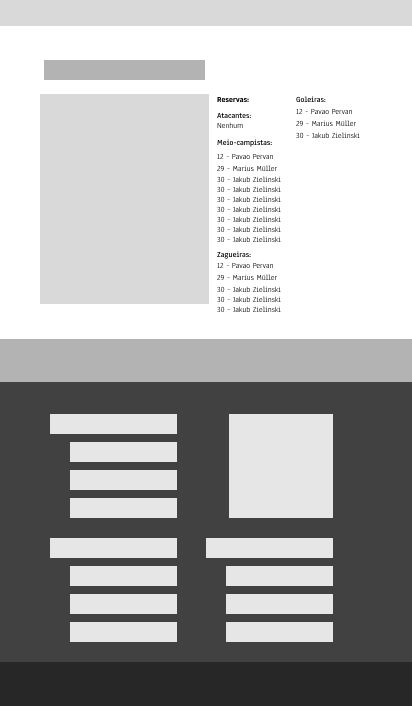 Reservas:
Atacantes:
Nenhum
Meio-campistas:
12 - Pavao Pervan
29 - Marius Müller
30 - Jakub Zielinski
30 - Jakub Zielinski
30 - Jakub Zielinski
30 - Jakub Zielinski
30 - Jakub Zielinski
30 - Jakub Zielinski
30 - Jakub Zielinski
Zagueiras:
12 - Pavao Pervan
29 - Marius Müller
30 - Jakub Zielinski
30 - Jakub Zielinski
30 - Jakub Zielinski
Goleiras:
12 - Pavao Pervan
29 - Marius Müller
30 - Jakub Zielinski